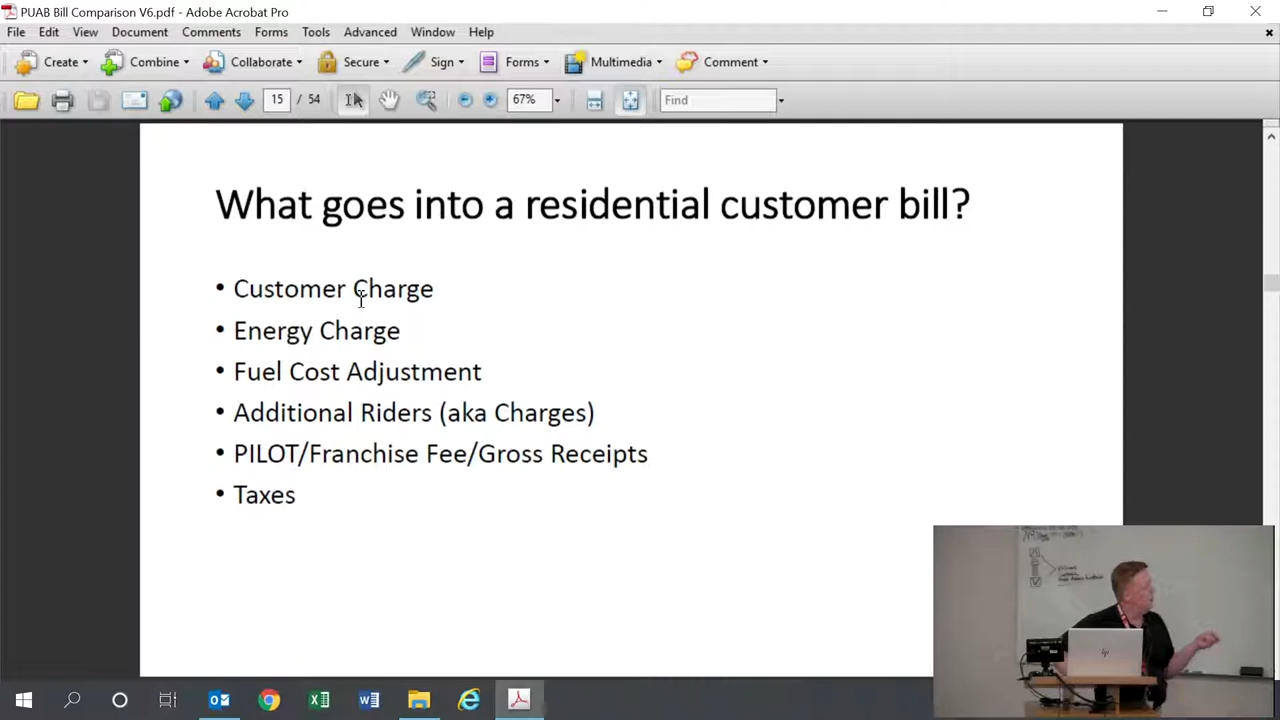 PUAB Bill Comparison V6.pdf - Adobe Acrobat Pro
File Edit View Document Comments Forms Tools Advanced Window Help
Create Combine Collaborate Secure Sign Forms Multimedia Comment
15 / 54 67% Find
What goes into a residential customer bill?
• Customer Charge
• Energy Charge
• Fuel Cost Adjustment
• Additional Riders (aka Charges)
• PILOT/Franchise Fee/Gross Receipts
• Taxes
hp